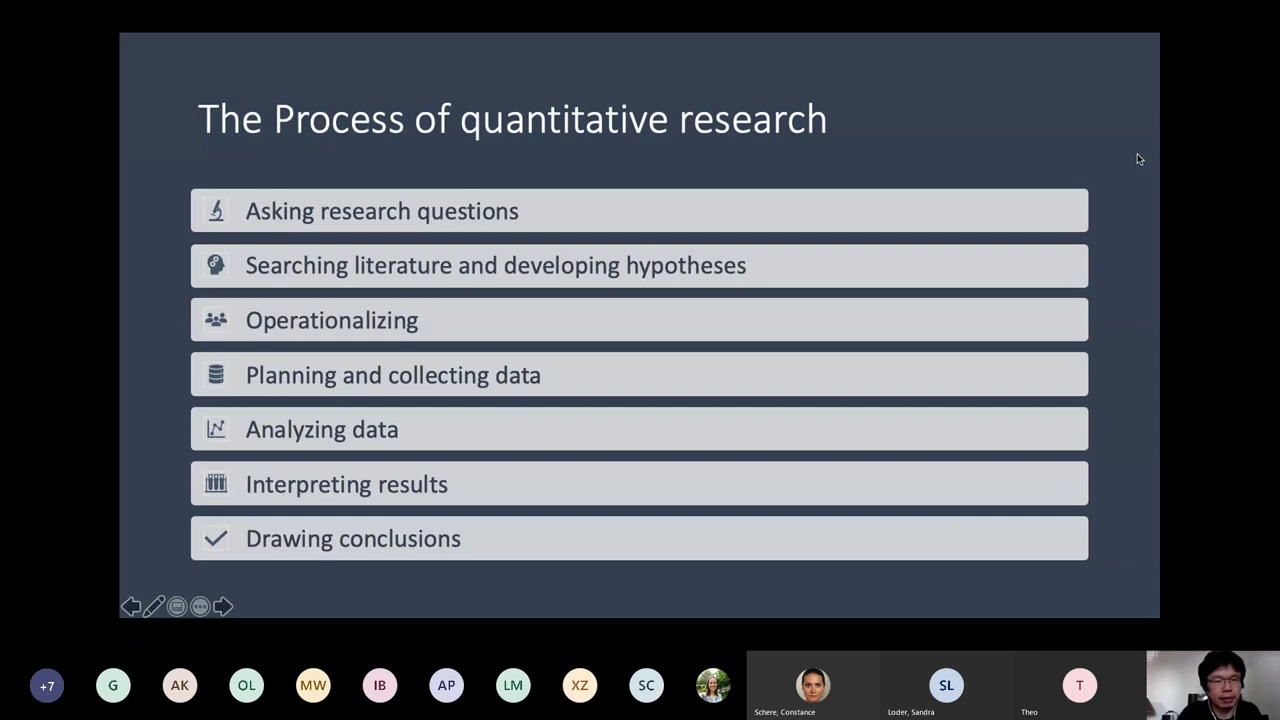 The Process of quantitative research
Asking research questions
Searching literature and developing hypotheses
Operationalizing
Planning and collecting data
Analyzing data
Interpreting results
Drawing conclusions
+7
G
AK
OL
MW
IB
AP
LM
XZ
SC
SL
T
Schere, Constance
Loder, Sandra
Theo